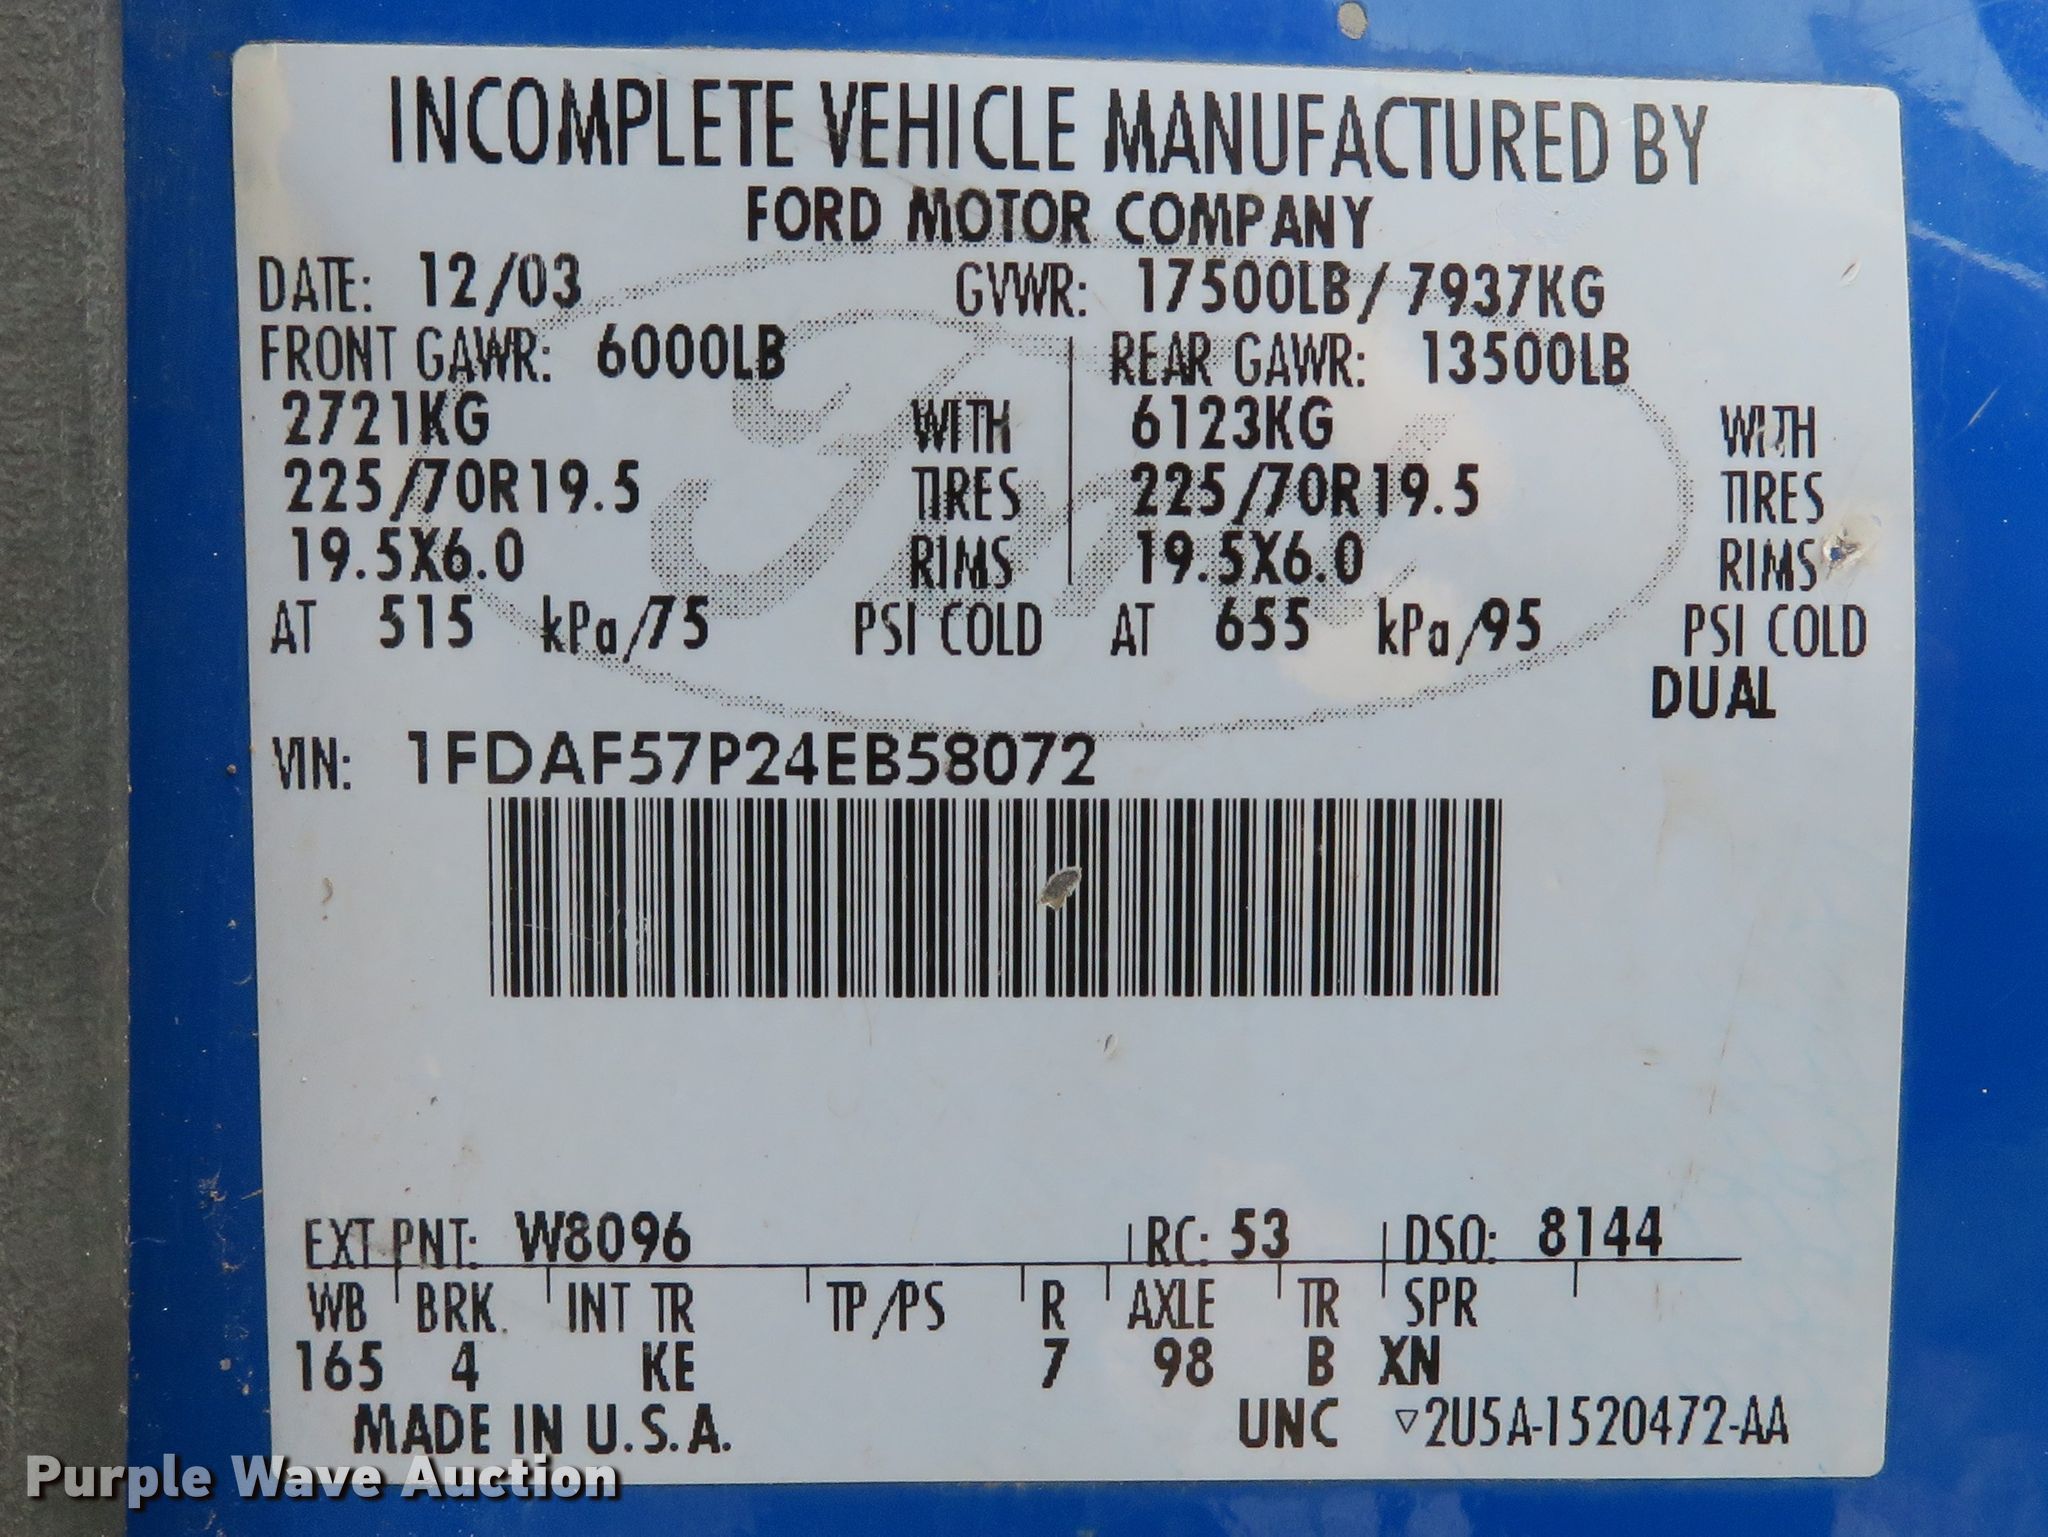 INCOMPLETE VEHICLE MANUFACTURED BY
FORD MOTOR COMPANY
DATE: 12/03 GVWR: 17500LB/ 7937KG
FRONT GAWR: 6000LB REAR GAWR: 13500LB
2721KG WITH 6123KG WITH
225/70R19.5 TIRES 225/70R19.5 TIRES
19.5X6.0 RIMS 19.5X6.0 RIMS
AT 515 kPa/75 PSI COLD AT 655 kPa/95 PSI COLD
DUAL
VIN: 1FDAF57P24EB58072
EXT PNT: W8096 RC: 53 DSO: 8144
WB BRK INT TR TP/PS R AXLE TR SPR
165 4 KE 7 98 B XN
MADE IN U.S.A. UNC ▽2U5A-1520472-AA
Purple Wave Auction
Ford